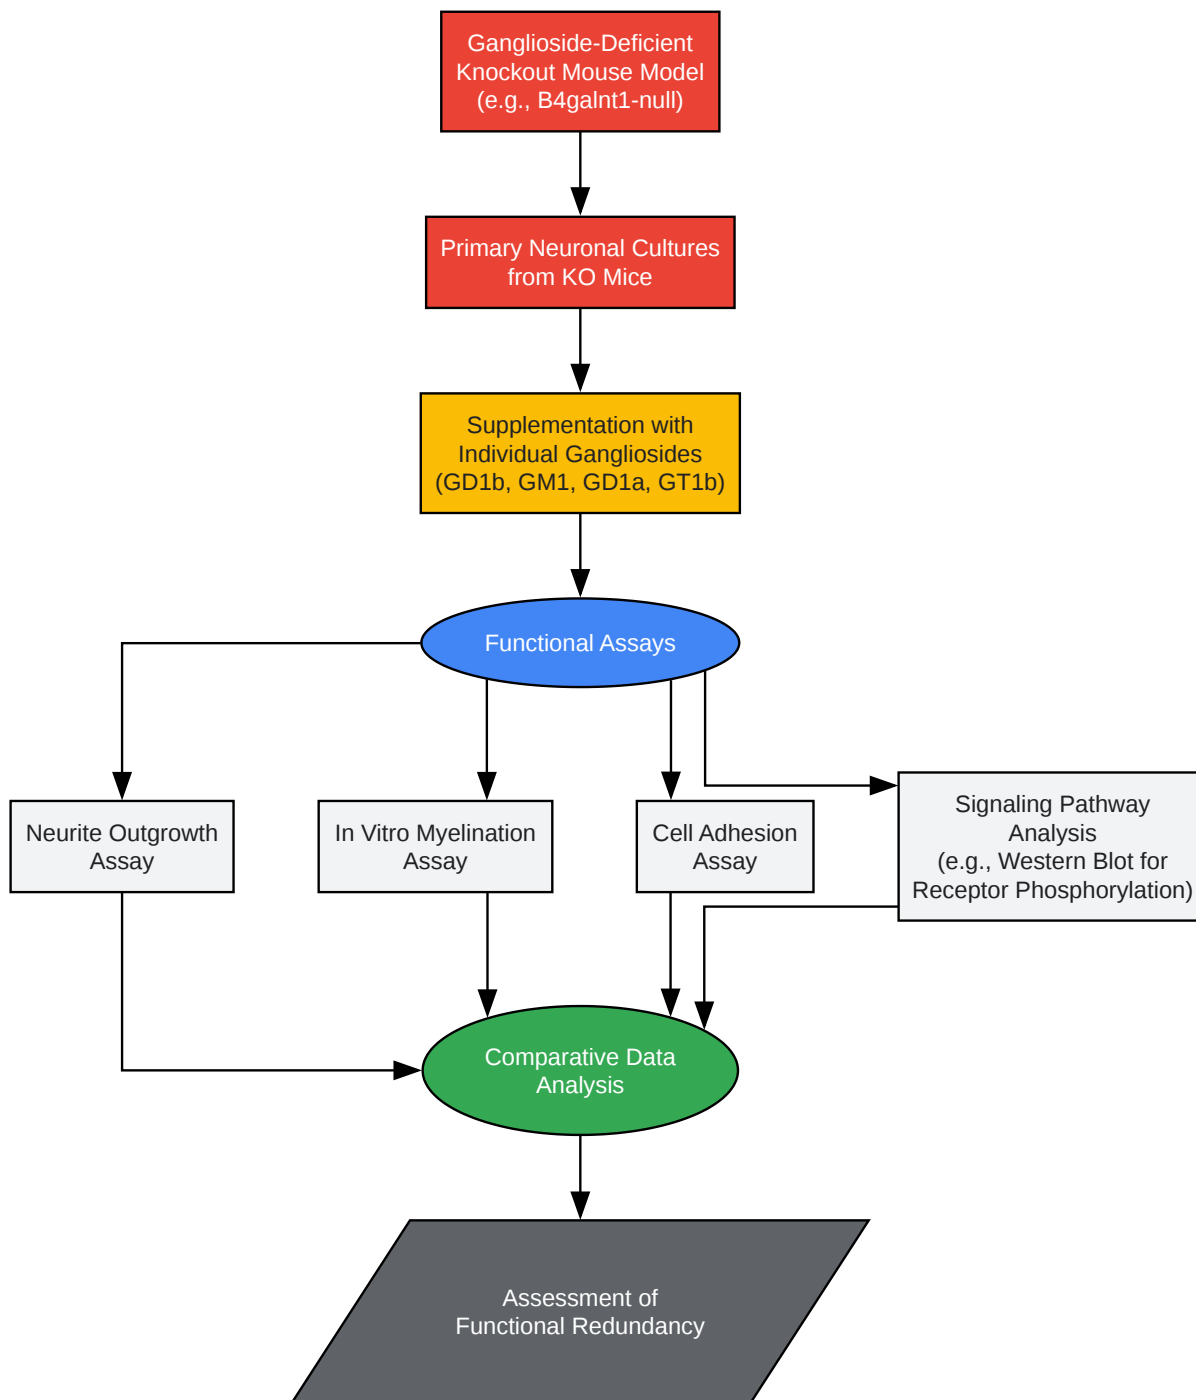 Ganglioside-Deficient
Knockout Mouse Model
(e.g., B4galnt1-null)
Primary Neuronal Cultures
from KO Mice
Supplementation with
Individual Gangliosides
(GD1b, GM1, GD1a, GT1b)
Functional Assays
Neurite Outgrowth
Assay
In Vitro Myelination
Assay
Cell Adhesion
Assay
Signaling Pathway
Analysis
(e.g., Western Blot for
Receptor Phosphorylation)
Comparative Data
Analysis
Assessment of
Functional Redundancy